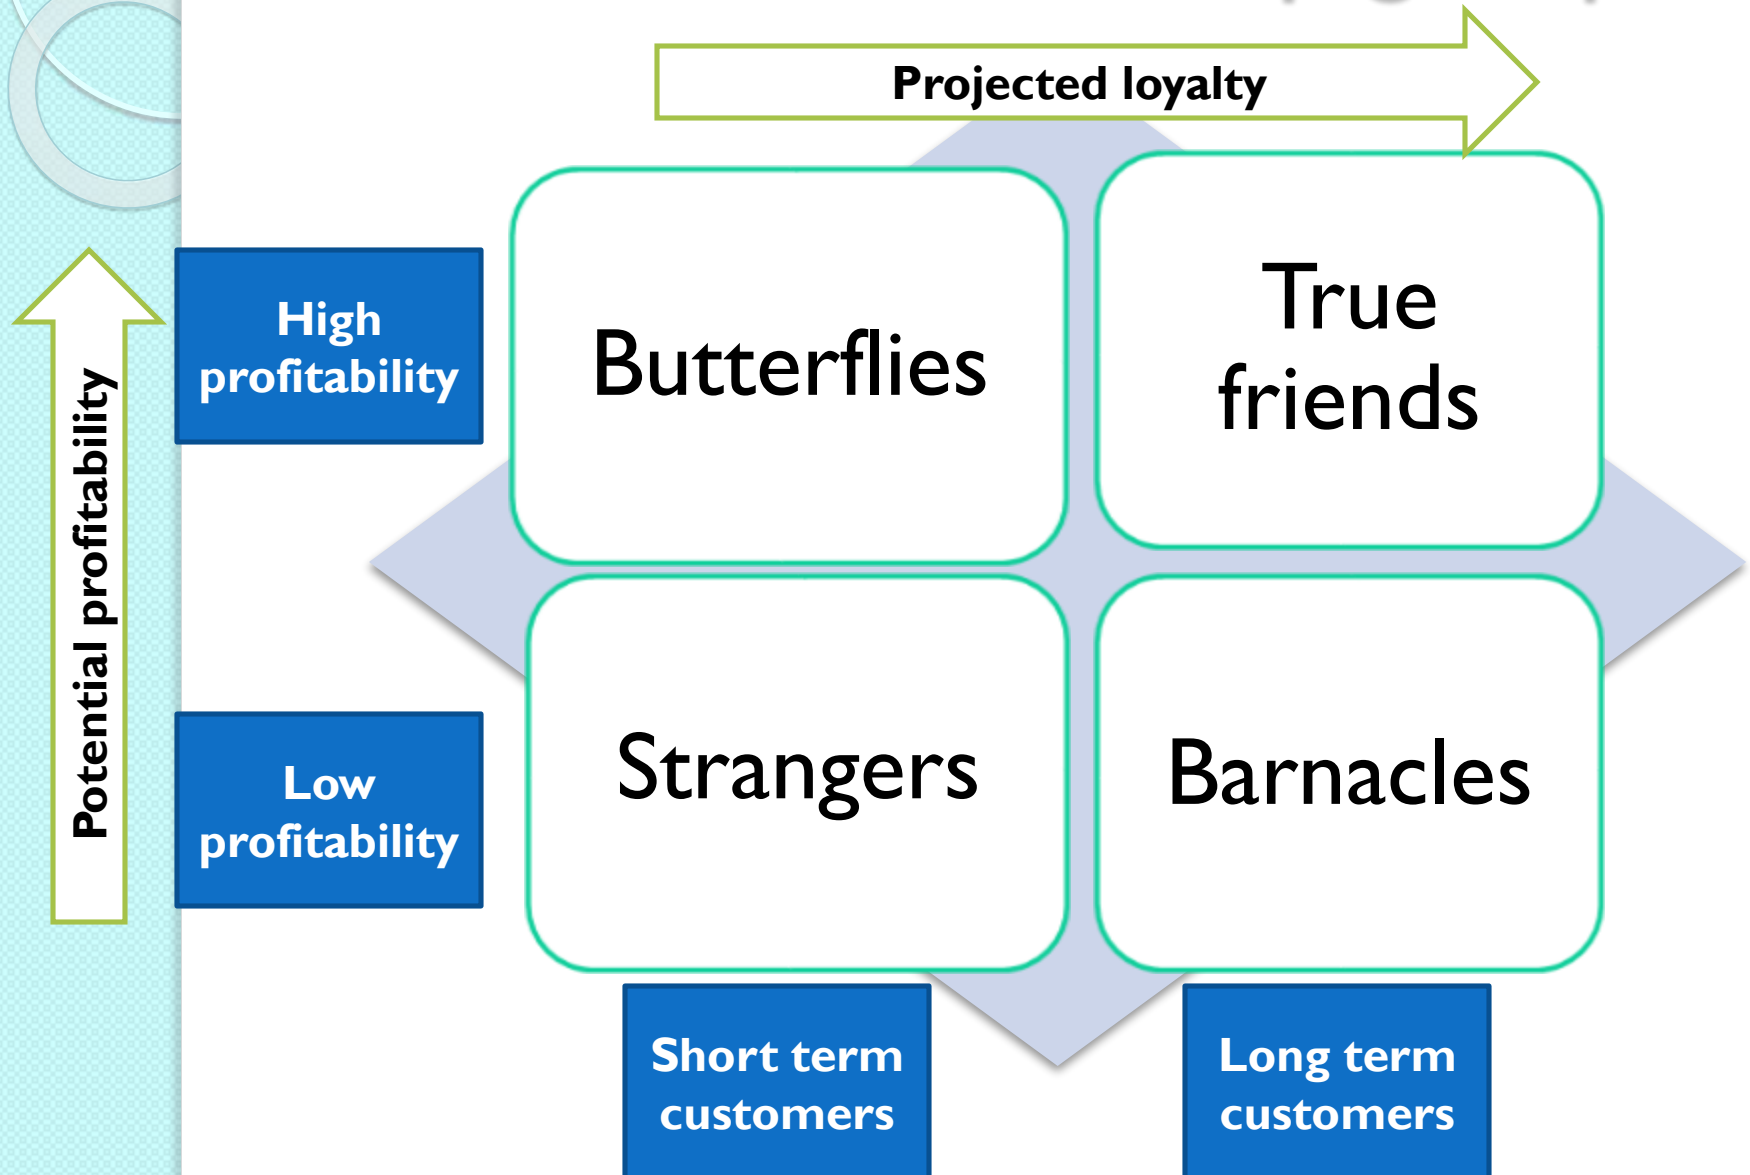 Projected loyalty
Potential profitability
High
profitability
Butterflies
True
friends
Low
profitability
Strangers
Barnacles
Short term
customers
Long term
customers